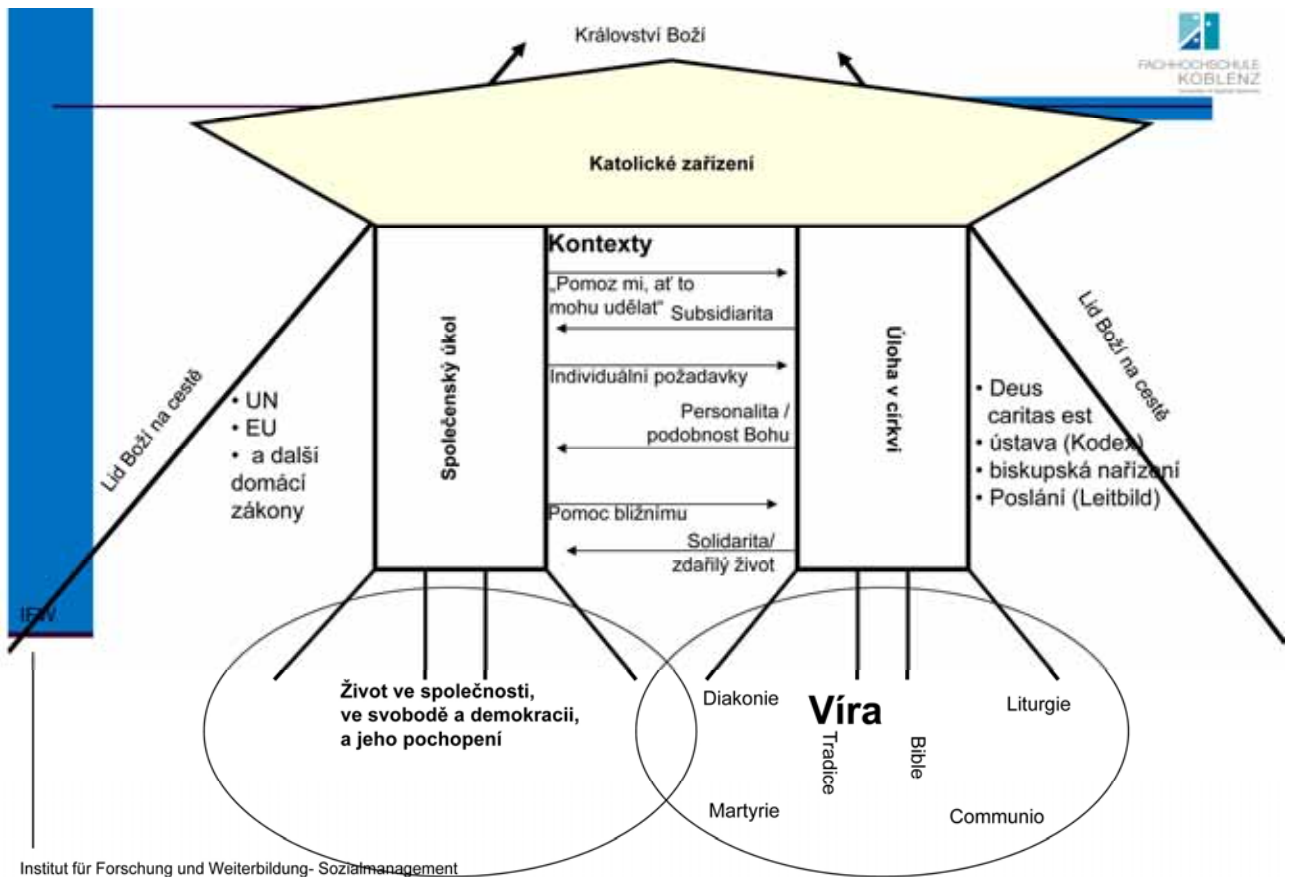 Království Boží
FACHHOCHSCHULE
KOBLENZ
Katolické zařízení
Kontexty
„Pomoz mi, ať to
mohu udělat“
Subsidiarita
Individuální požadavky
Personalita /
podobnost Bohu
Pomoc bližnímu
Solidarita/
zdařilý život
Společenský úkol
Úloha v církvi
Lid Boží na cestě
• UN
• EU
• a další
domácí
zákony
Lid Boží na cestě
• Deus
caritas est
• ústava (Kodex)
• biskupská nařízení
• Poslání (Leitbild)
IFW
Život ve společnosti,
ve svobodě a demokracii,
a jeho pochopení
Diakonie
Víra
Liturgie
Tradice
Bible
Martyrie
Communio
Institut für Forschung und Weiterbildung- Sozialmanagement